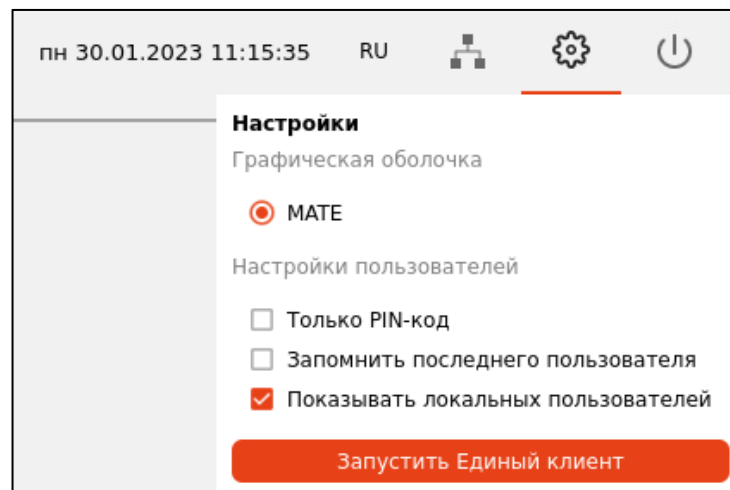 пн 30.01.2023 11:15:35 RU
Настройки
Графическая оболочка
MATE
Настройки пользователей
Только PIN-код
Запомнить последнего пользователя
Показывать локальных пользователей
Запустить Единый клиент